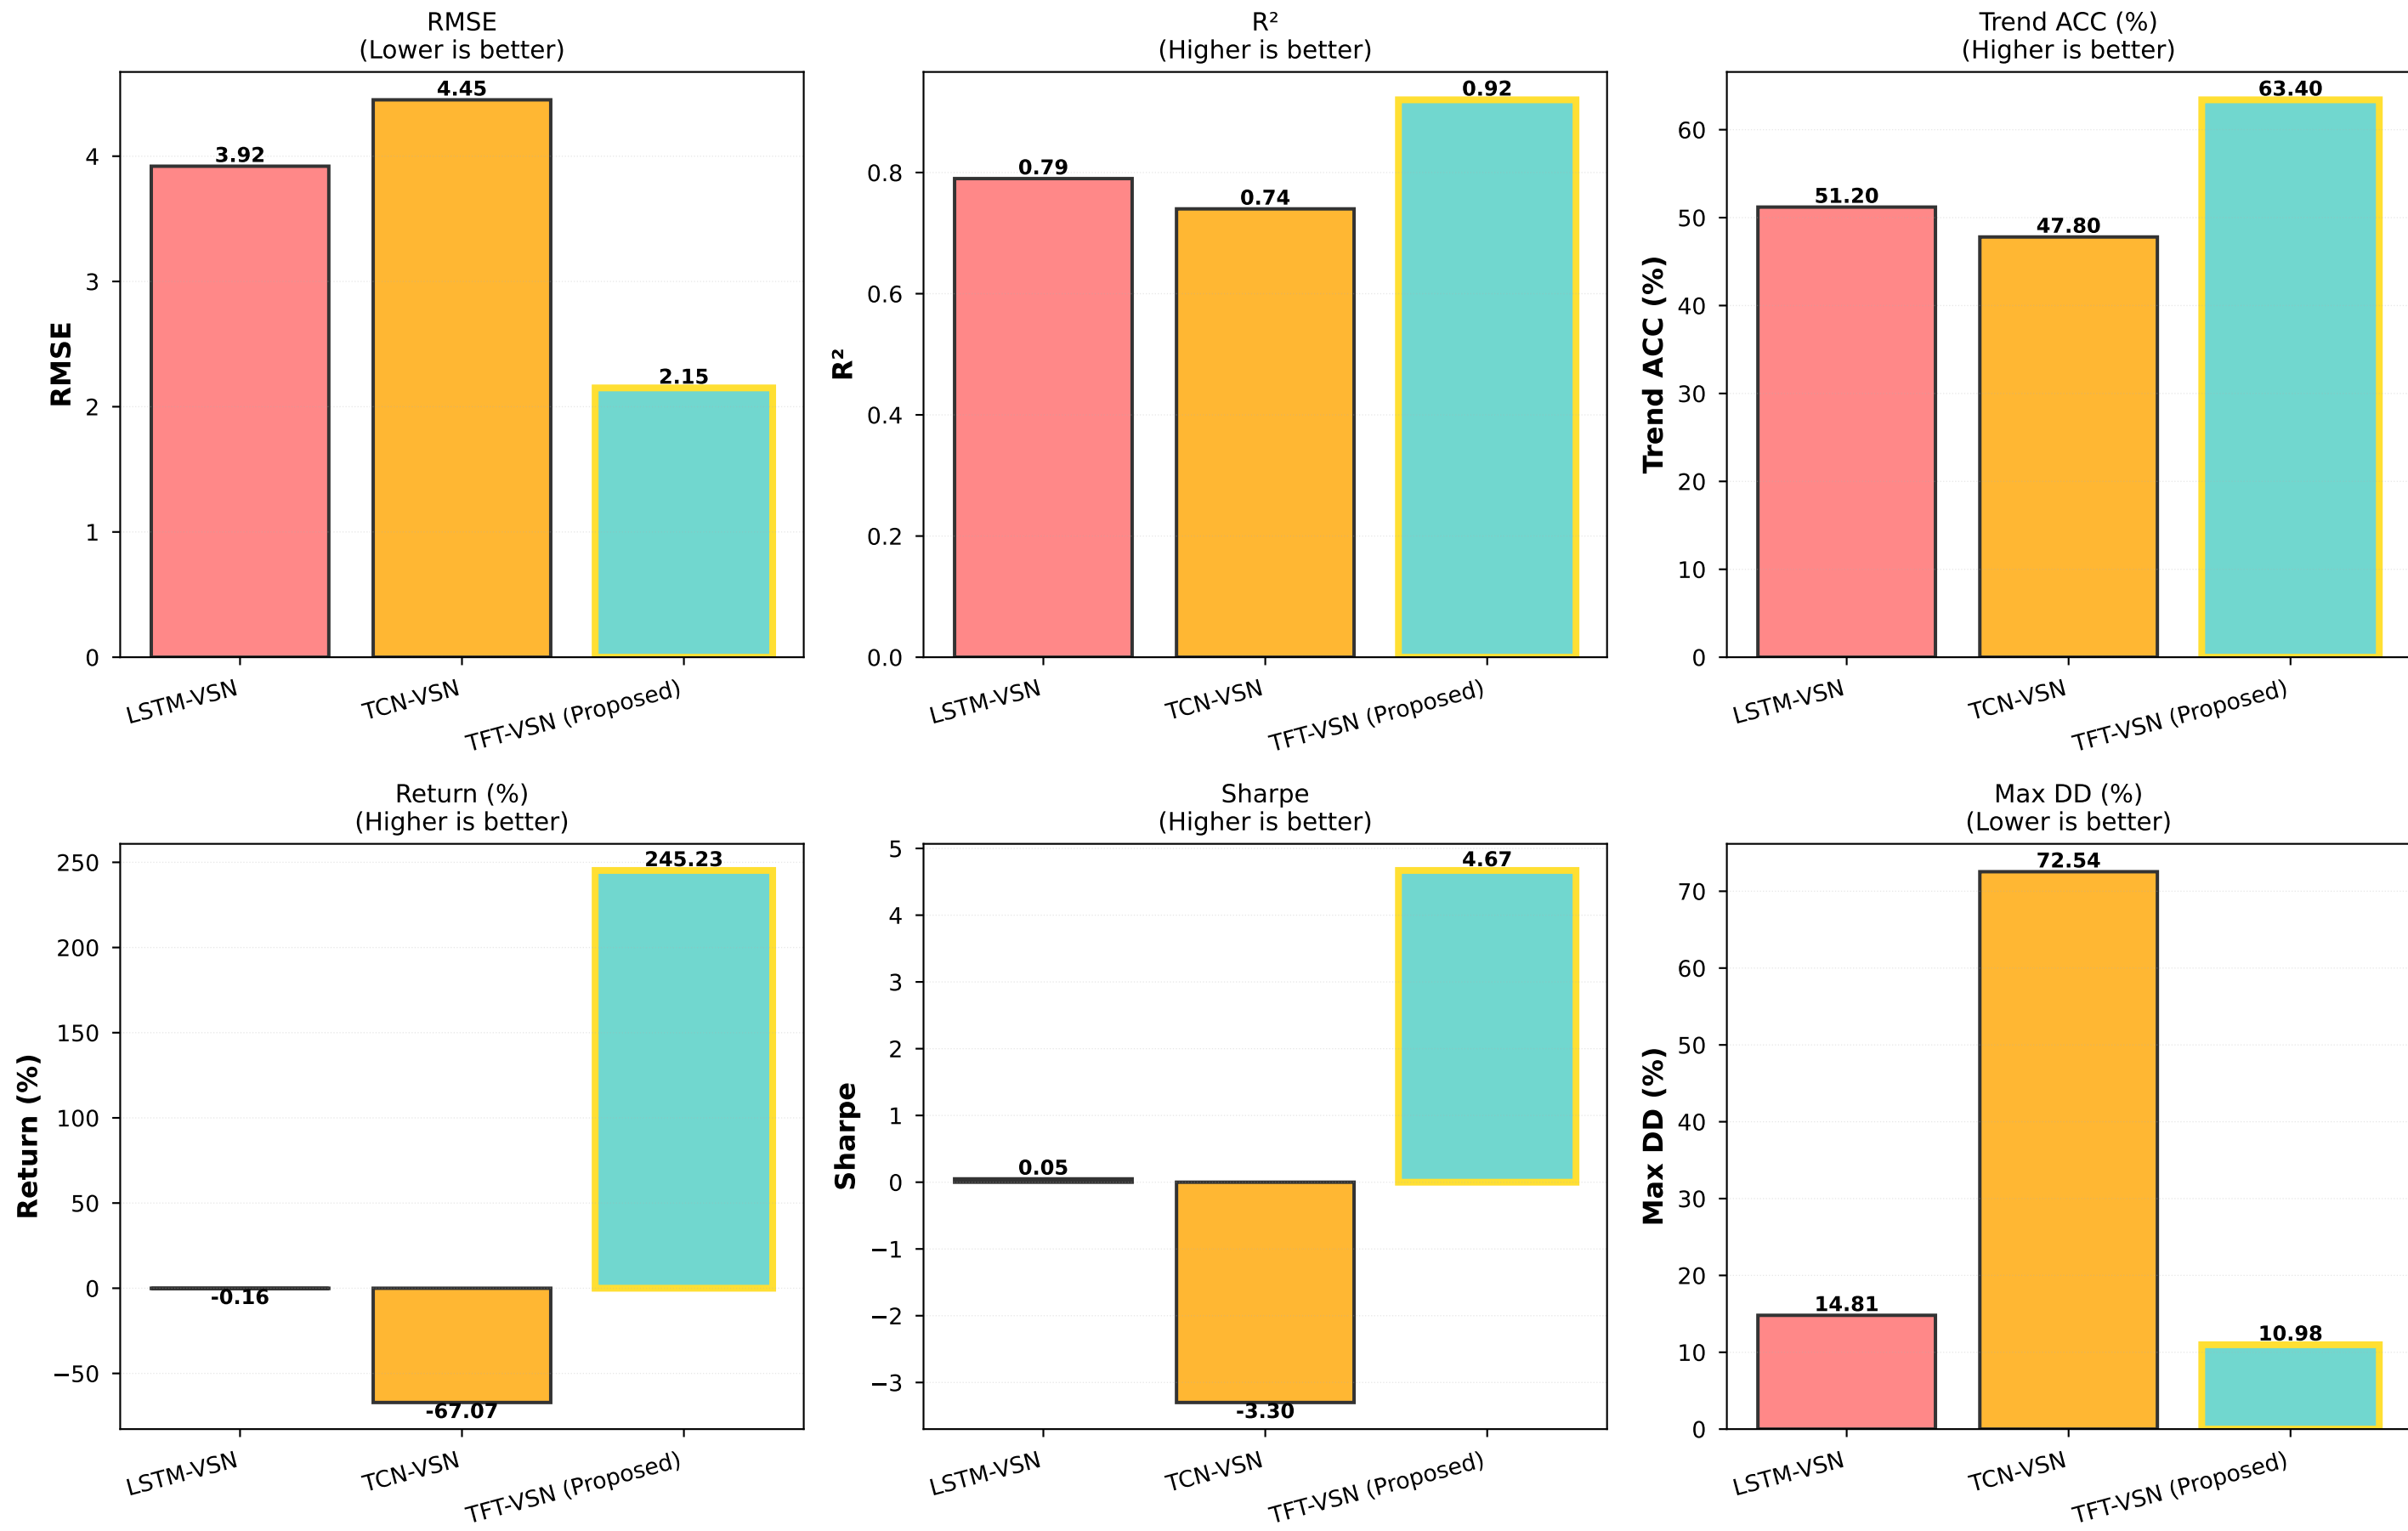 RMSE
(Lower is better)
RMSE
4
3
2
1
0
3.92
4.45
2.15
LSTM-VSN
TCN-VSN
TFT-VSN (Proposed)
R²
(Higher is better)
R²
0.8
0.6
0.4
0.2
0.0
0.79
0.74
0.92
LSTM-VSN
TCN-VSN
TFT-VSN (Proposed)
Trend ACC (%)
(Higher is better)
Trend ACC (%)
60
50
40
30
20
10
0
51.20
47.80
63.40
LSTM-VSN
TCN-VSN
TFT-VSN (Proposed)
Return (%)
(Higher is better)
Return (%)
250
200
150
100
50
0
−50
-0.16
-67.07
245.23
LSTM-VSN
TCN-VSN
TFT-VSN (Proposed)
Sharpe
(Higher is better)
Sharpe
5
4
3
2
1
0
−1
−2
−3
0.05
-3.30
4.67
LSTM-VSN
TCN-VSN
TFT-VSN (Proposed)
Max DD (%)
(Lower is better)
Max DD (%)
70
60
50
40
30
20
10
0
14.81
72.54
10.98
LSTM-VSN
TCN-VSN
TFT-VSN (Proposed)